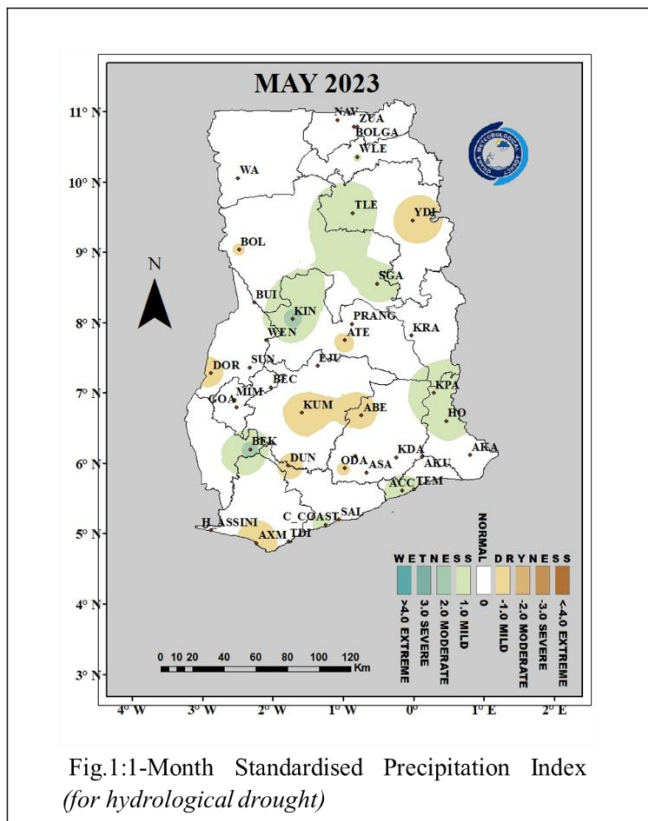 MAY 2023
11° N
10° N
9° N
8° N
7° N
6° N
5° N
4° N
3° N
4° W
3° W
2° W
1° W
0°
1° E
2° E
NAV
ZUA
BOLGA
WLE
WA
TLE
YDI
BOL
SGA
BUI
KIN
PRANG
WEN
ATE
KRA
DOR
SUN
EJU
BEC
GOA
MIM
KPA
KUM
ABE
HO
BEK
DUN
ODA
ASA
KDA
AKU
AKA
ACC
TEM
H_ASSINI
C_COAST
SAL
AXM
TDI
N
WETNESS
NORMAL
DRYNESS
>4.0 EXTREME
3.0 SEVERE
2.0 MODERATE
1.0 MILD
0
-1.0 MILD
-2.0 MODERATE
-3.0 SEVERE
<-4.0 EXTREME
0 10 20 40 60 80 100 120
Km
Fig.1:1-Month Standardised Precipitation Index
(for hydrological drought)